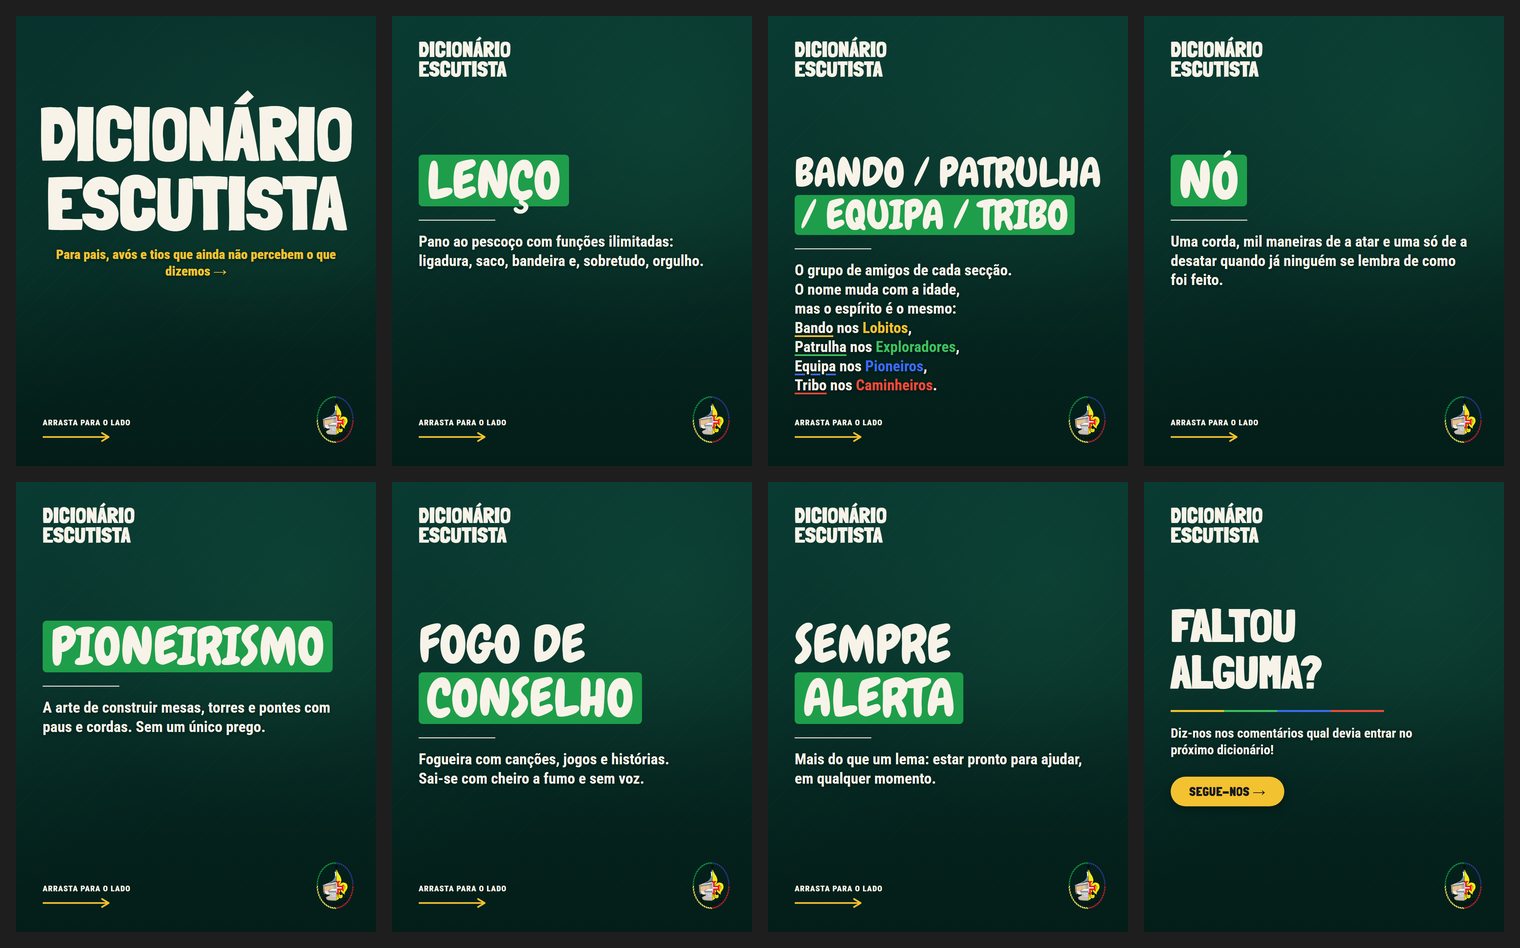 DICIONÁRIO
ESCUTISTA
Para pais, avós e tios que ainda não percebem o que
dizemos →
ARRASTA PARA O LADO
DICIONÁRIO
ESCUTISTA
LENÇO
Pano ao pescoço com funções ilimitadas:
ligadura, saco, bandeira e, sobretudo, orgulho.
ARRASTA PARA O LADO
DICIONÁRIO
ESCUTISTA
BANDO / PATRULHA
/ EQUIPA / TRIBO
O grupo de amigos de cada secção.
O nome muda com a idade,
mas o espírito é o mesmo:
Bando nos Lobitos,
Patrulha nos Exploradores,
Equipa nos Pioneiros,
Tribo nos Caminheiros.
ARRASTA PARA O LADO
DICIONÁRIO
ESCUTISTA
NÓ
Uma corda, mil maneiras de a atar e uma só de a
desatar quando já ninguém se lembra de como
foi feito.
ARRASTA PARA O LADO
DICIONÁRIO
ESCUTISTA
PIONEIRISMO
A arte de construir mesas, torres e pontes com
paus e cordas. Sem um único prego.
ARRASTA PARA O LADO
DICIONÁRIO
ESCUTISTA
FOGO DE
CONSELHO
Fogueira com canções, jogos e histórias.
Sai-se com cheiro a fumo e sem voz.
ARRASTA PARA O LADO
DICIONÁRIO
ESCUTISTA
SEMPRE
ALERTA
Mais do que um lema: estar pronto para ajudar,
em qualquer momento.
ARRASTA PARA O LADO
DICIONÁRIO
ESCUTISTA
FALTOU
ALGUMA?
Diz-nos nos comentários qual devia entrar no
próximo dicionário!
SEGUE-NOS →